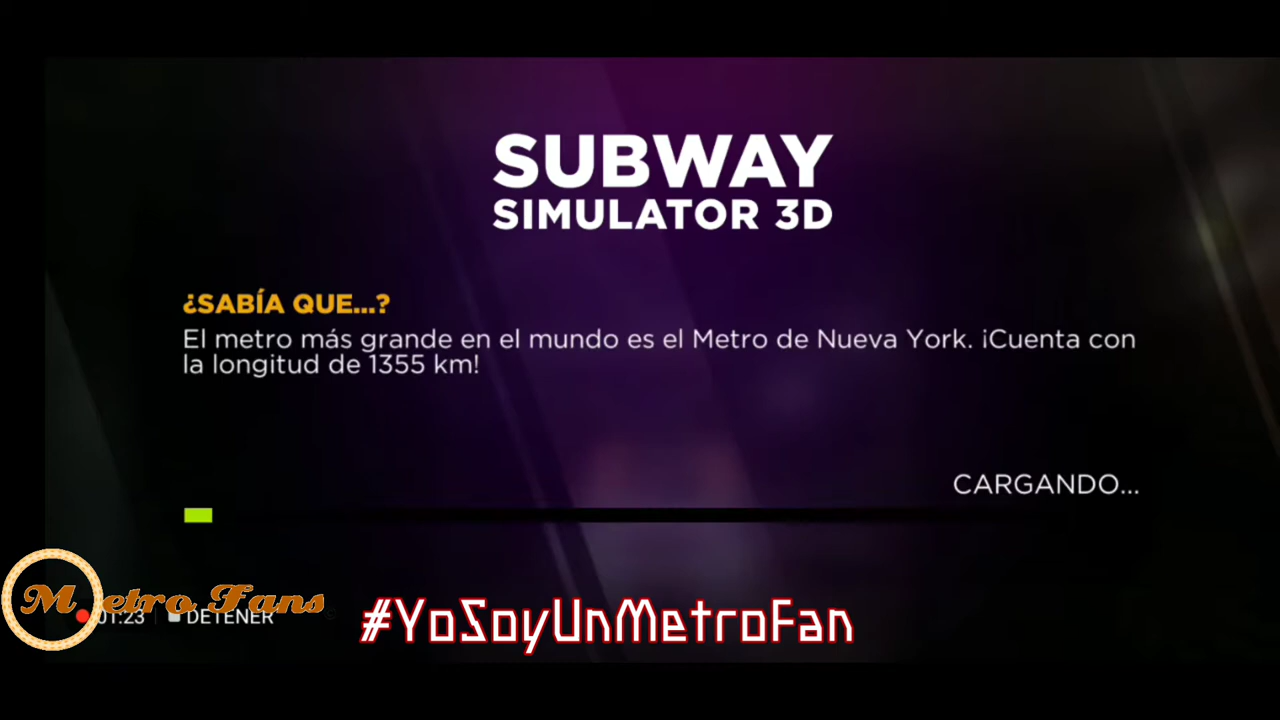 SUBWAY
SIMULATOR 3D
¿SABÍA QUE...?
El metro más grande en el mundo es el Metro de Nueva York. ¡Cuenta con
la longitud de 1355 km!
CARGANDO...
Metro Fans
01:23 DETENER
#YoSoyUnMetroFan